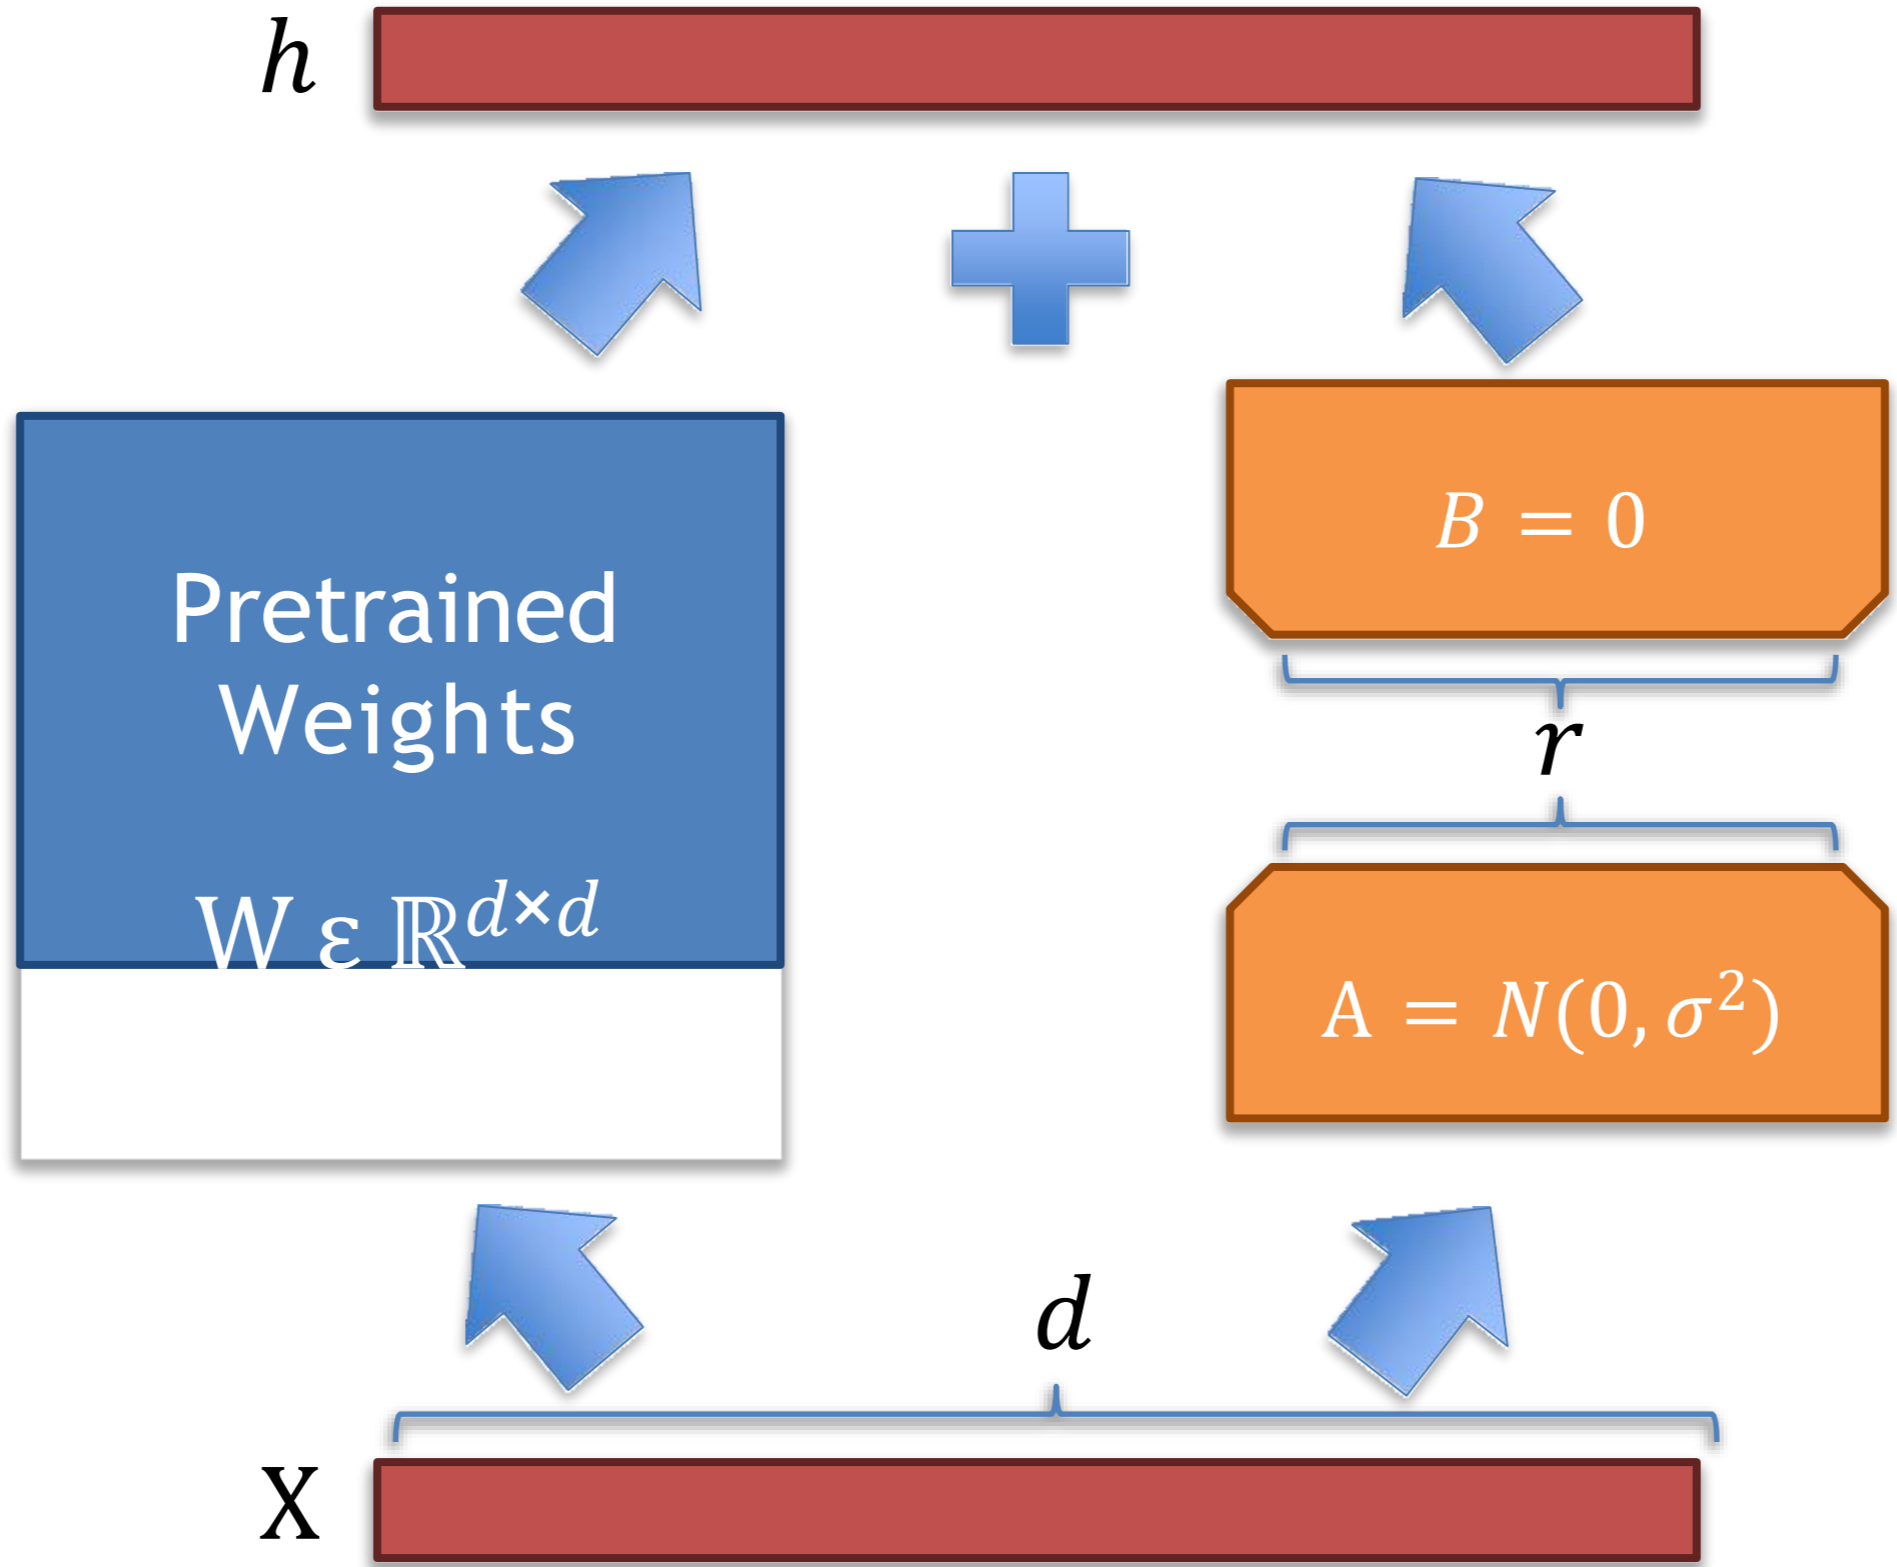 h
Pretrained
Weights
W ε ℝ^{d×d}
B = 0
r
A = N(0, σ²)
d
X